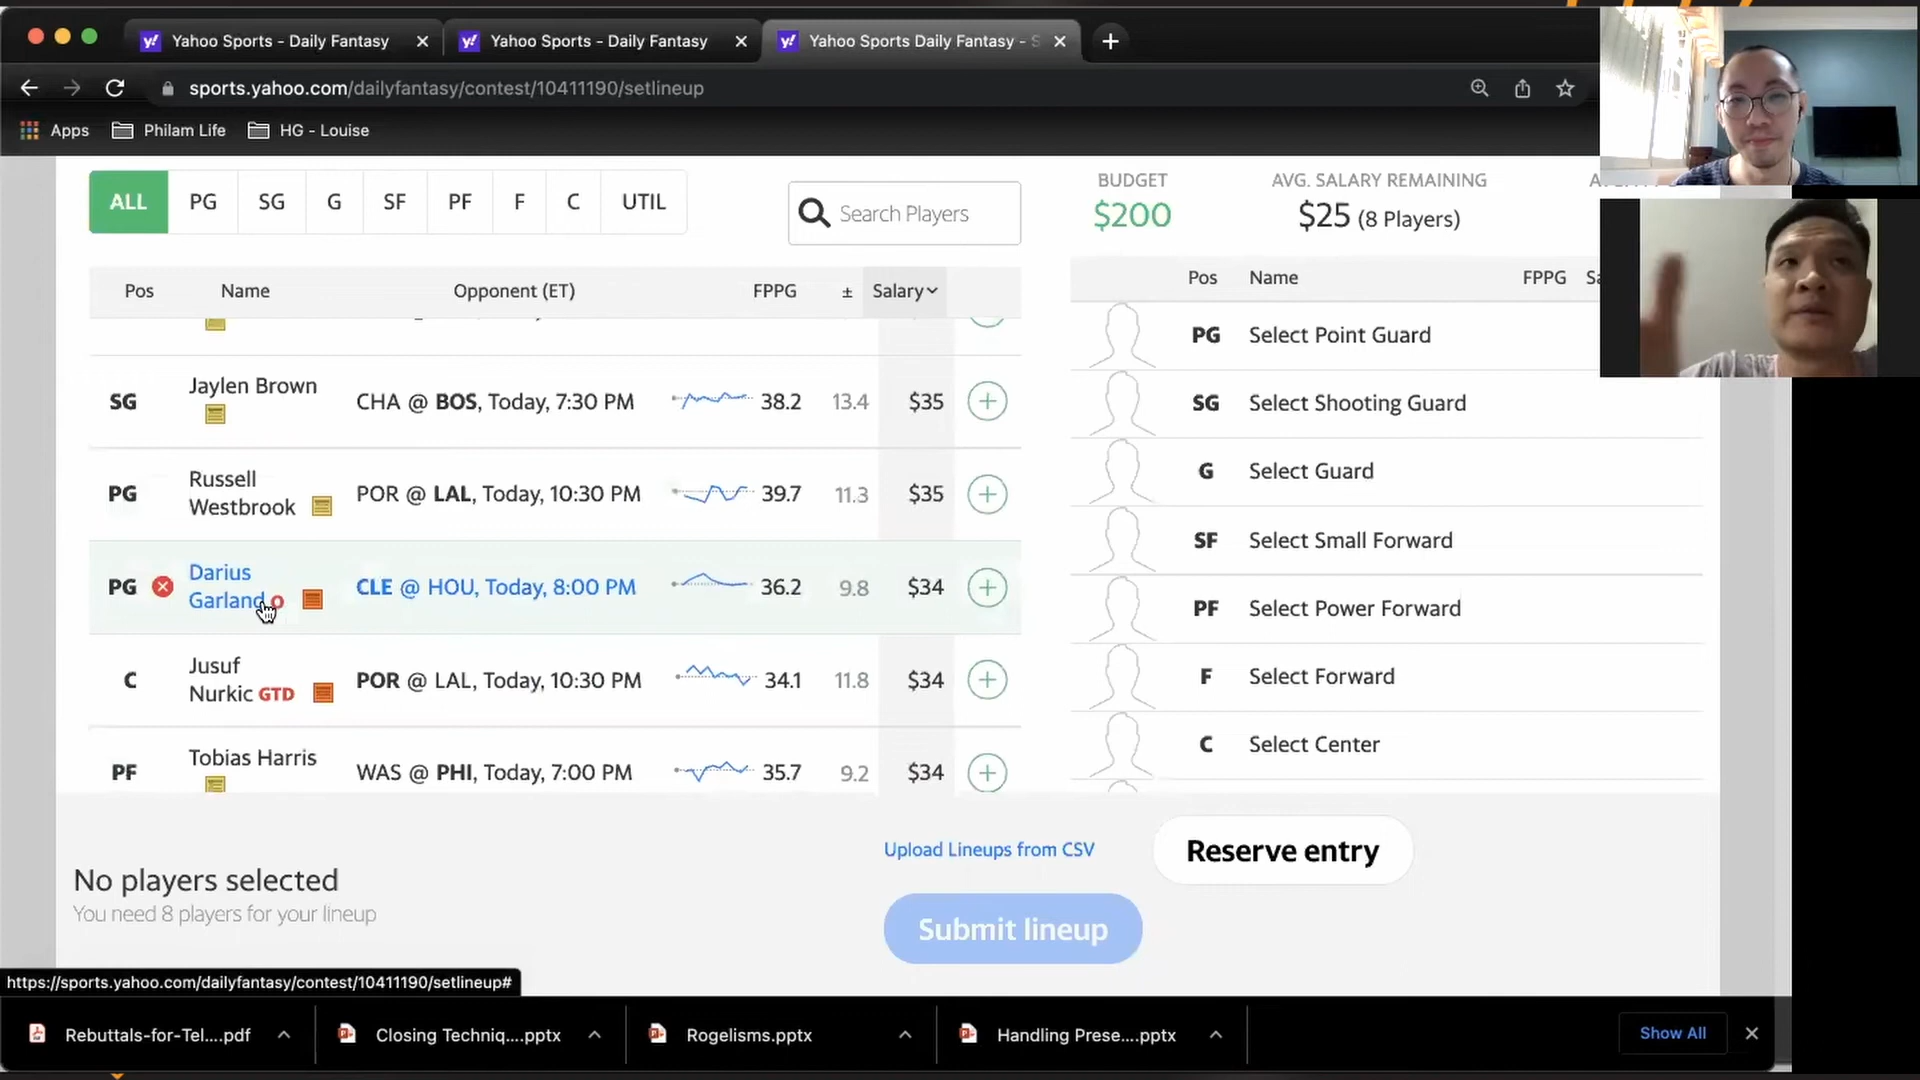 Yahoo Sports - Daily Fantasy
Yahoo Sports - Daily Fantasy
Yahoo Sports Daily Fantasy - S
sports.yahoo.com/dailyfantasy/contest/10411190/setlineup
Apps
Philam Life
HG - Louise
ALL
PG
SG
G
SF
PF
F
C
UTIL
Search Players
BUDGET
$200
AVG. SALARY REMAINING
$25 (8 Players)
Pos Name Opponent (ET) FPPG ± Salary
SG Jaylen Brown CHA @ BOS, Today, 7:30 PM 38.2 13.4 $35
PG Russell Westbrook POR @ LAL, Today, 10:30 PM 39.7 11.3 $35
PG Darius Garland O CLE @ HOU, Today, 8:00 PM 36.2 9.8 $34
C Jusuf Nurkic GTD POR @ LAL, Today, 10:30 PM 34.1 11.8 $34
PF Tobias Harris WAS @ PHI, Today, 7:00 PM 35.7 9.2 $34
Pos Name FPPG Sa
PG Select Point Guard
SG Select Shooting Guard
G Select Guard
SF Select Small Forward
PF Select Power Forward
F Select Forward
C Select Center
No players selected
You need 8 players for your lineup
Upload Lineups from CSV
Reserve entry
Submit lineup
https://sports.yahoo.com/dailyfantasy/contest/10411190/setlineup#
Rebuttals-for-Tel....pdf
Closing Techniq....pptx
Rogelisms.pptx
Handling Prese....pptx
Show All